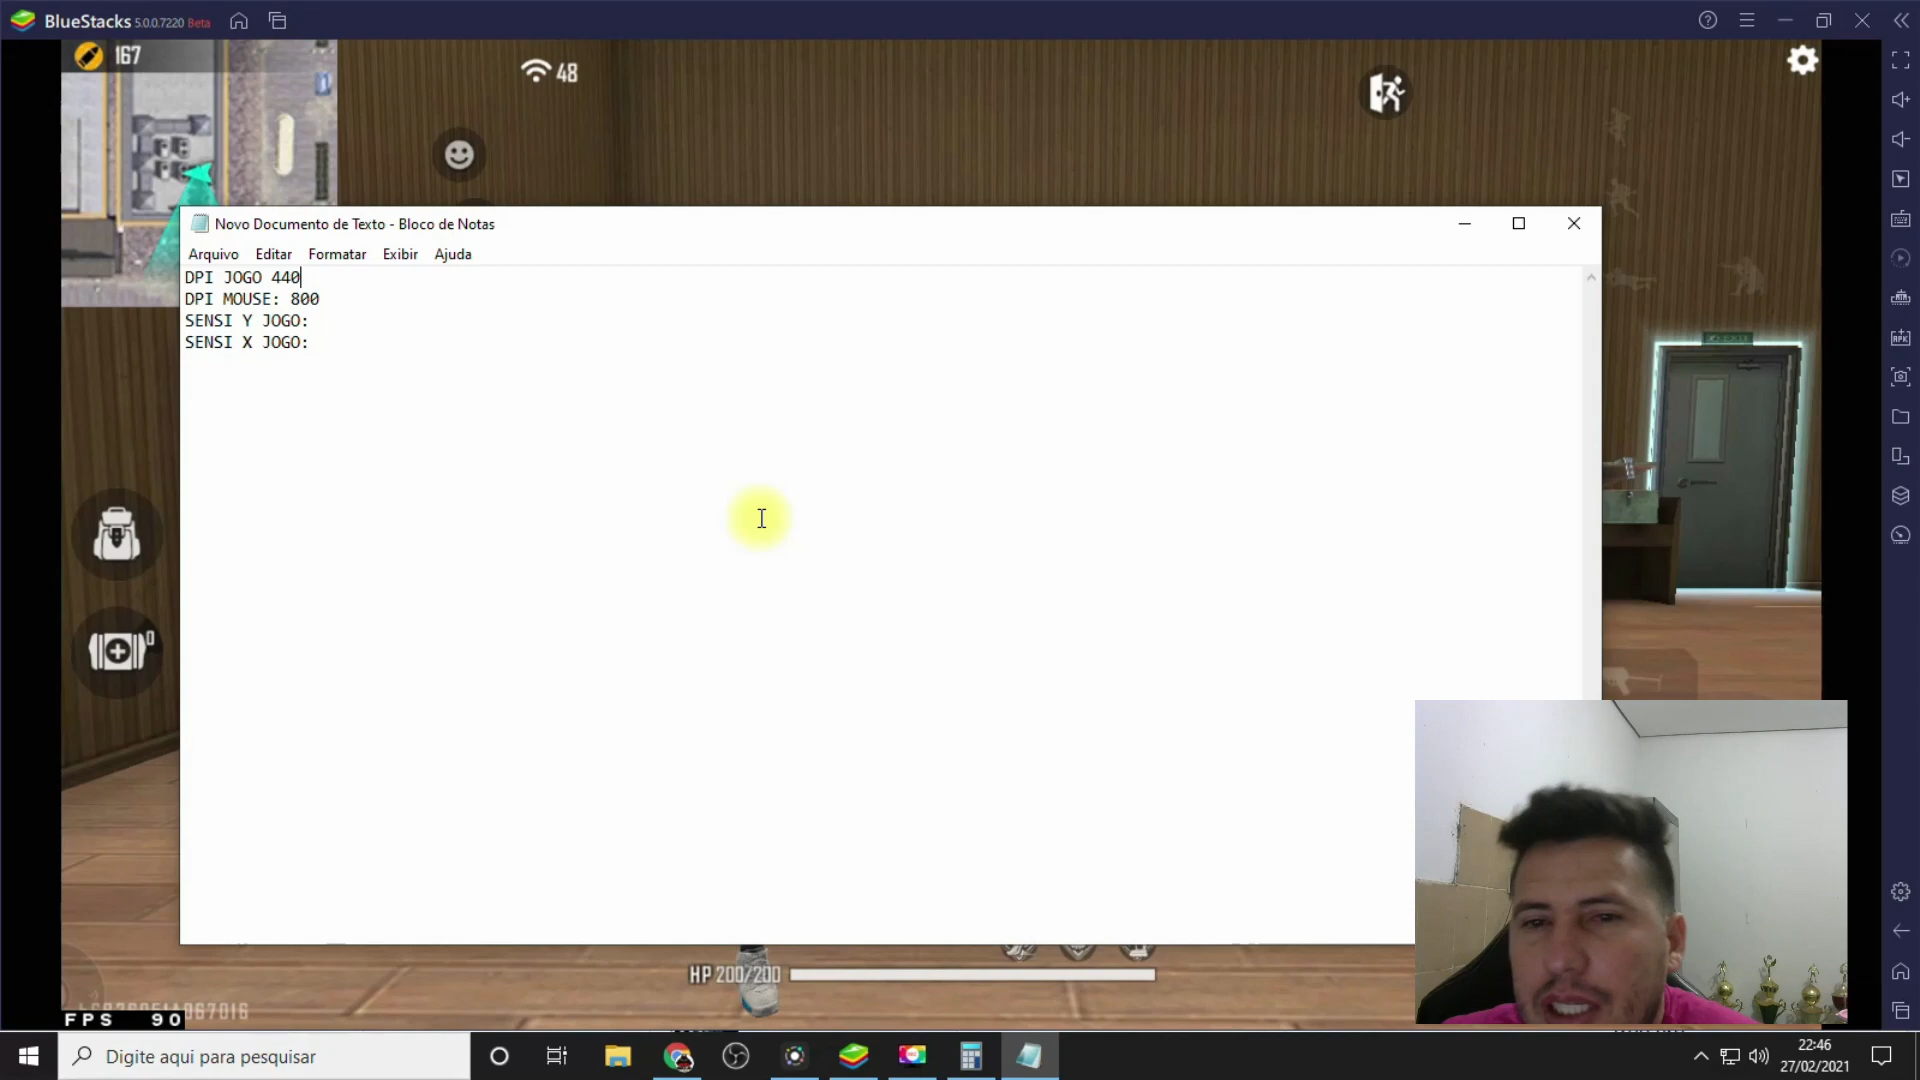 BlueStacks 5.0.0.7220 Beta
167
48
Novo Documento de Texto - Bloco de Notas
Arquivo Editar Formatar Exibir Ajuda
DPI JOGO 440
DPI MOUSE: 800
SENSI Y JOGO:
SENSI X JOGO:
0
HP 200/200
FPS 90
Digite aqui para pesquisar
22:46
27/02/2021